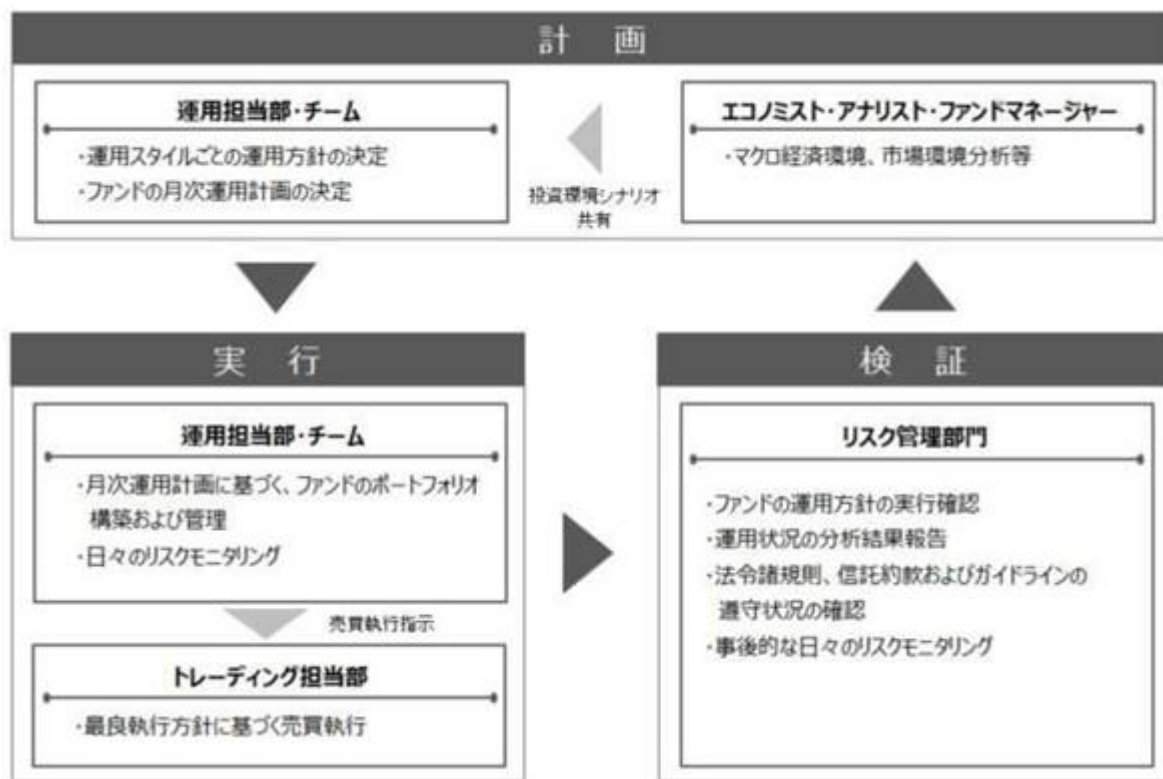 計 画
運用担当部・チーム
・運用スタイルごとの運用方針の決定
・ファンドの月次運用計画の決定
投資環境シナリオ
共有
エコノミスト・アナリスト・ファンドマネージャー
・マクロ経済環境、市場環境分析等
実 行
運用担当部・チーム
・月次運用計画に基づく、ファンドのポートフォリオ
構築および管理
・日々のリスクモニタリング
売買執行指示
トレーディング担当部
・最良執行方針に基づく売買執行
検 証
リスク管理部門
・ファンドの運用方針の実行確認
・運用状況の分析結果報告
・法令諸規則、信託約款およびガイドラインの
遵守状況の確認
・事後的な日々のリスクモニタリング